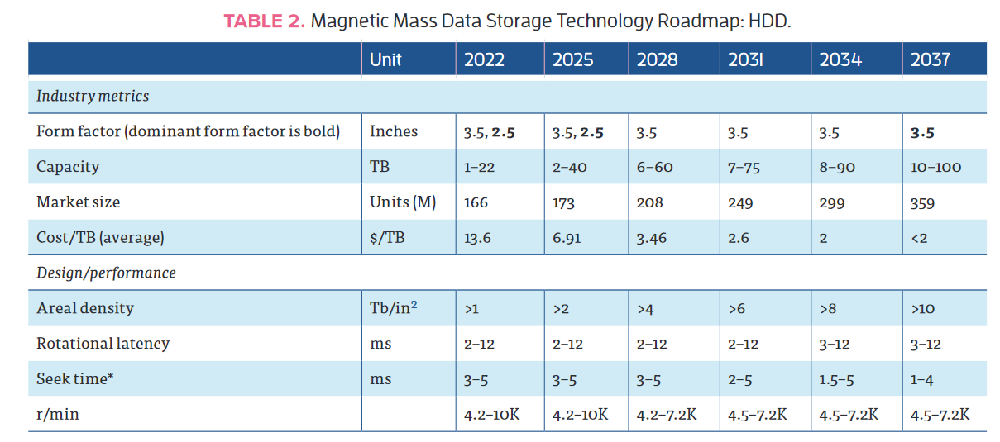 TABLE 2. Magnetic Mass Data Storage Technology Roadmap: HDD.
Unit 2022 2025 2028 2031 2034 2037
Industry metrics
Form factor (dominant form factor is bold) Inches 3.5, 2.5 3.5, 2.5 3.5 3.5 3.5 3.5
Capacity TB 1–22 2–40 6–60 7–75 8–90 10–100
Market size Units (M) 166 173 208 249 299 359
Cost/TB (average) $/TB 13.6 6.91 3.46 2.6 2 <2
Design/performance
Areal density Tb/in² >1 >2 >4 >6 >8 >10
Rotational latency ms 2–12 2–12 2–12 2–12 3–12 3–12
Seek time* ms 3–5 3–5 3–5 2–5 1.5–5 1–4
r/min 4.2–10K 4.2–10K 4.2–7.2K 4.5–7.2K 4.5–7.2K 4.5–7.2K